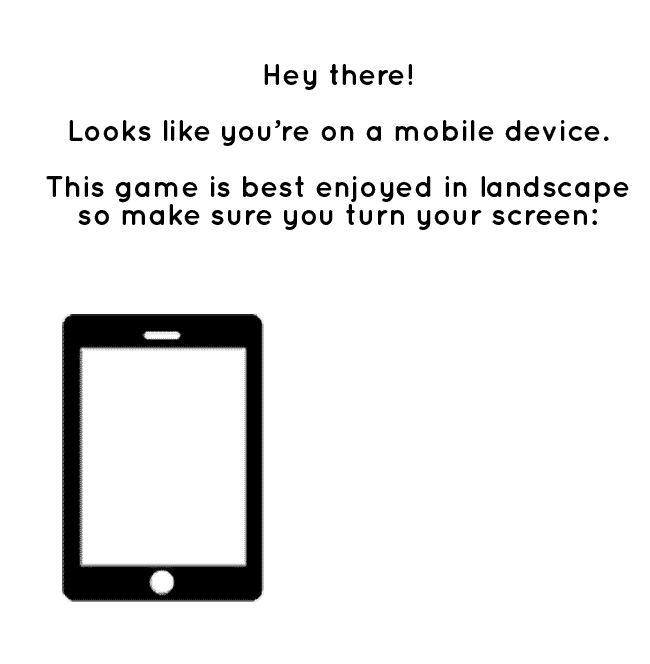 Hey there!
Looks like you’re on a mobile device.
This game is best enjoyed in landscape
so make sure you turn your screen: